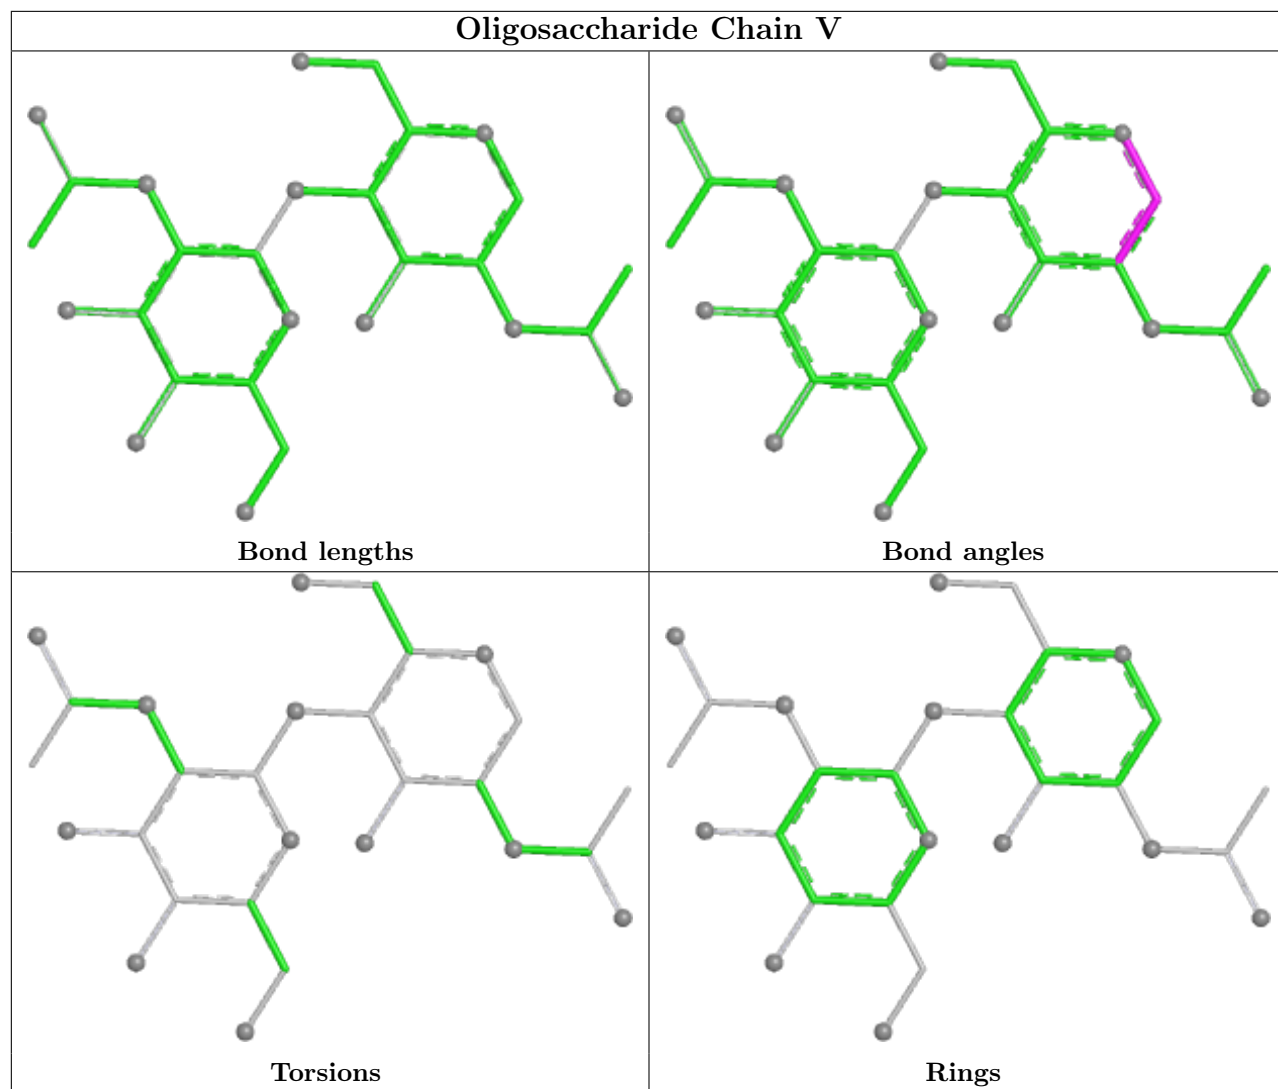 Oligosaccharide Chain V
Bond lengths
Bond angles
Torsions
Rings